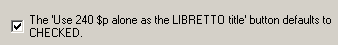 The 'Use 240 $p alone as the LIBRETTO title' button defaults to
CHECKED.